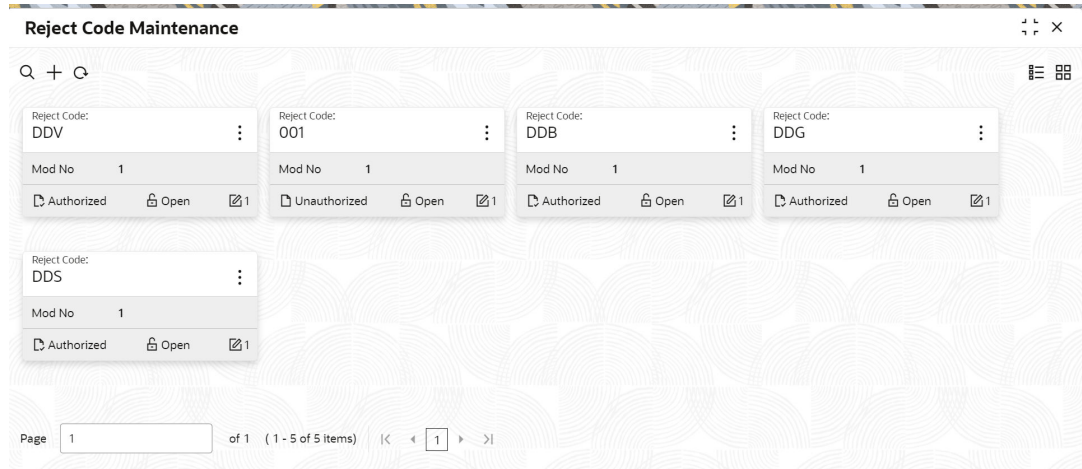 Reject Code Maintenance
Reject Code: Reject Code: Reject Code: Reject Code:
DDV 001 DDB DDG
Mod No 1 Mod No 1 Mod No 1 Mod No 1
Authorized Open 1 Unauthorized Open 1 Authorized Open 1 Authorized Open 1
Reject Code:
DDS
Mod No 1
Authorized Open 1
Page 1 of 1 ( 1 - 5 of 5 items) 1